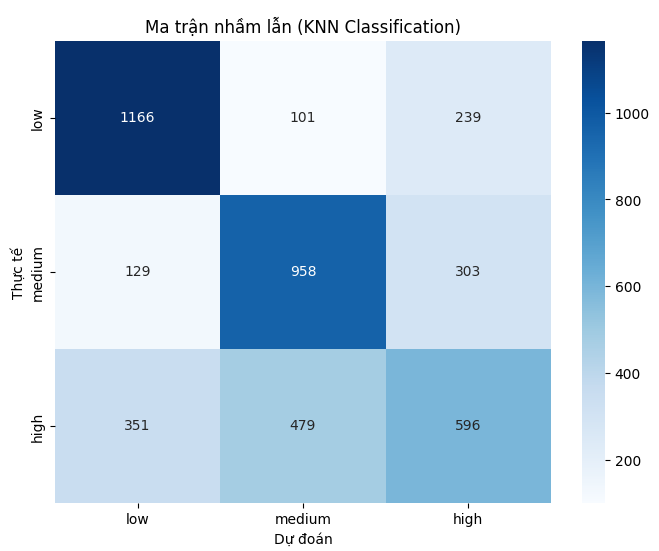 Ma trận nhầm lẫn (KNN Classification)
Thực tế
low
medium
high
1166 101 239
129 958 303
351 479 596
low medium high
Dự đoán
1000
800
600
400
200